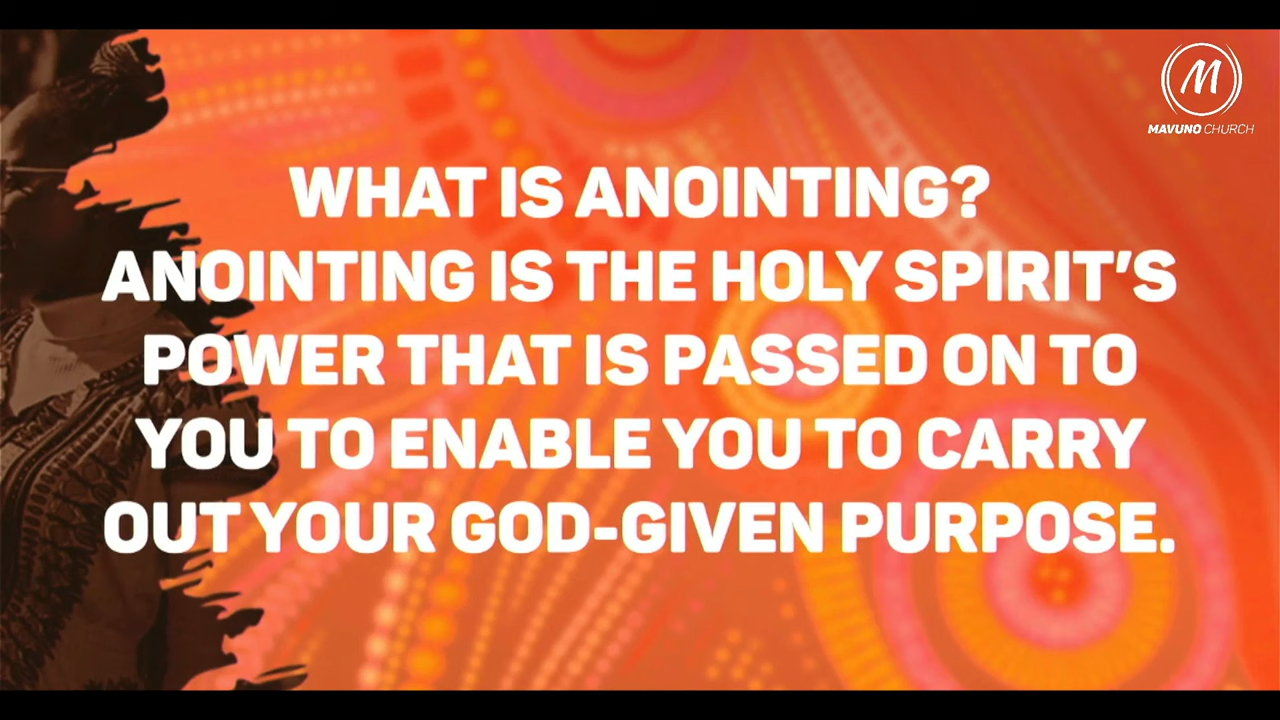 M
MAVUNO CHURCH
WHAT IS ANOINTING?
ANOINTING IS THE HOLY SPIRIT'S
POWER THAT IS PASSED ON TO
YOU TO ENABLE YOU TO CARRY
OUT YOUR GOD-GIVEN PURPOSE.